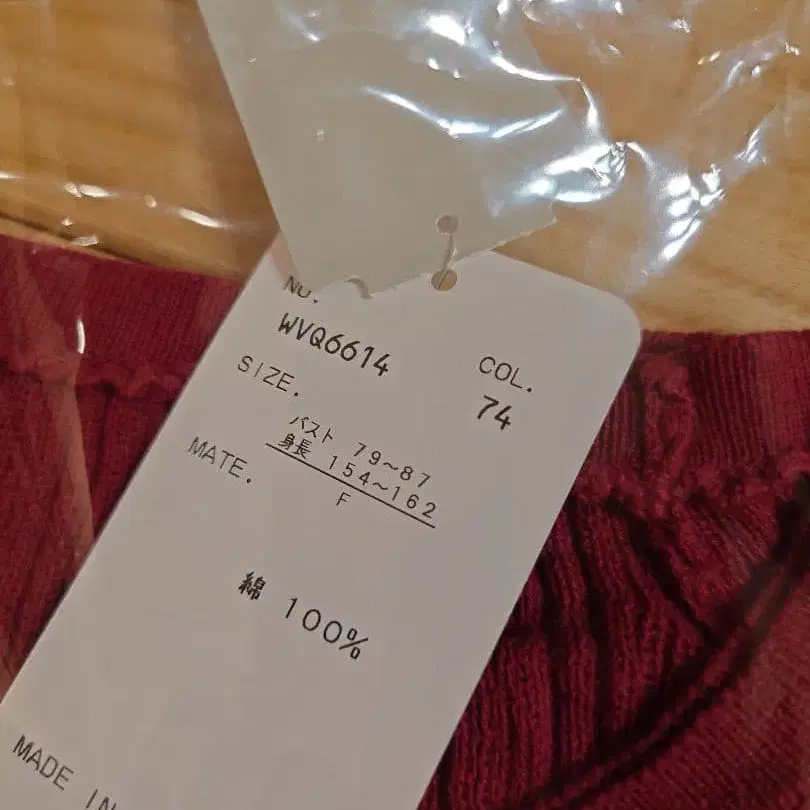 NO.
WVQ6614
COL.
74
SIZE.
バスト 79~87
身長 154~162
F
MATE.
綿 100%
MADE IN